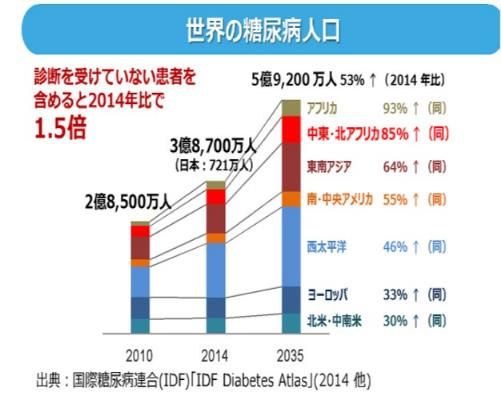 世界の糖尿病人口
診断を受けていない患者を
含めると2014年比で
1.5倍
5億9,200万人 53% ↑ (2014 年比)
3億8,700万人
(日本：721万人)
2億8,500万人
アフリカ 93% ↑ (同)
中東・北アフリカ 85% ↑ (同)
東南アジア 64% ↑ (同)
南・中央アメリカ 55% ↑ (同)
西太平洋 46% ↑ (同)
ヨーロッパ 33% ↑ (同)
北米・中南米 30% ↑ (同)
2010 2014 2035
出典：国際糖尿病連合(IDF)「IDF Diabetes Atlas」(2014 他)